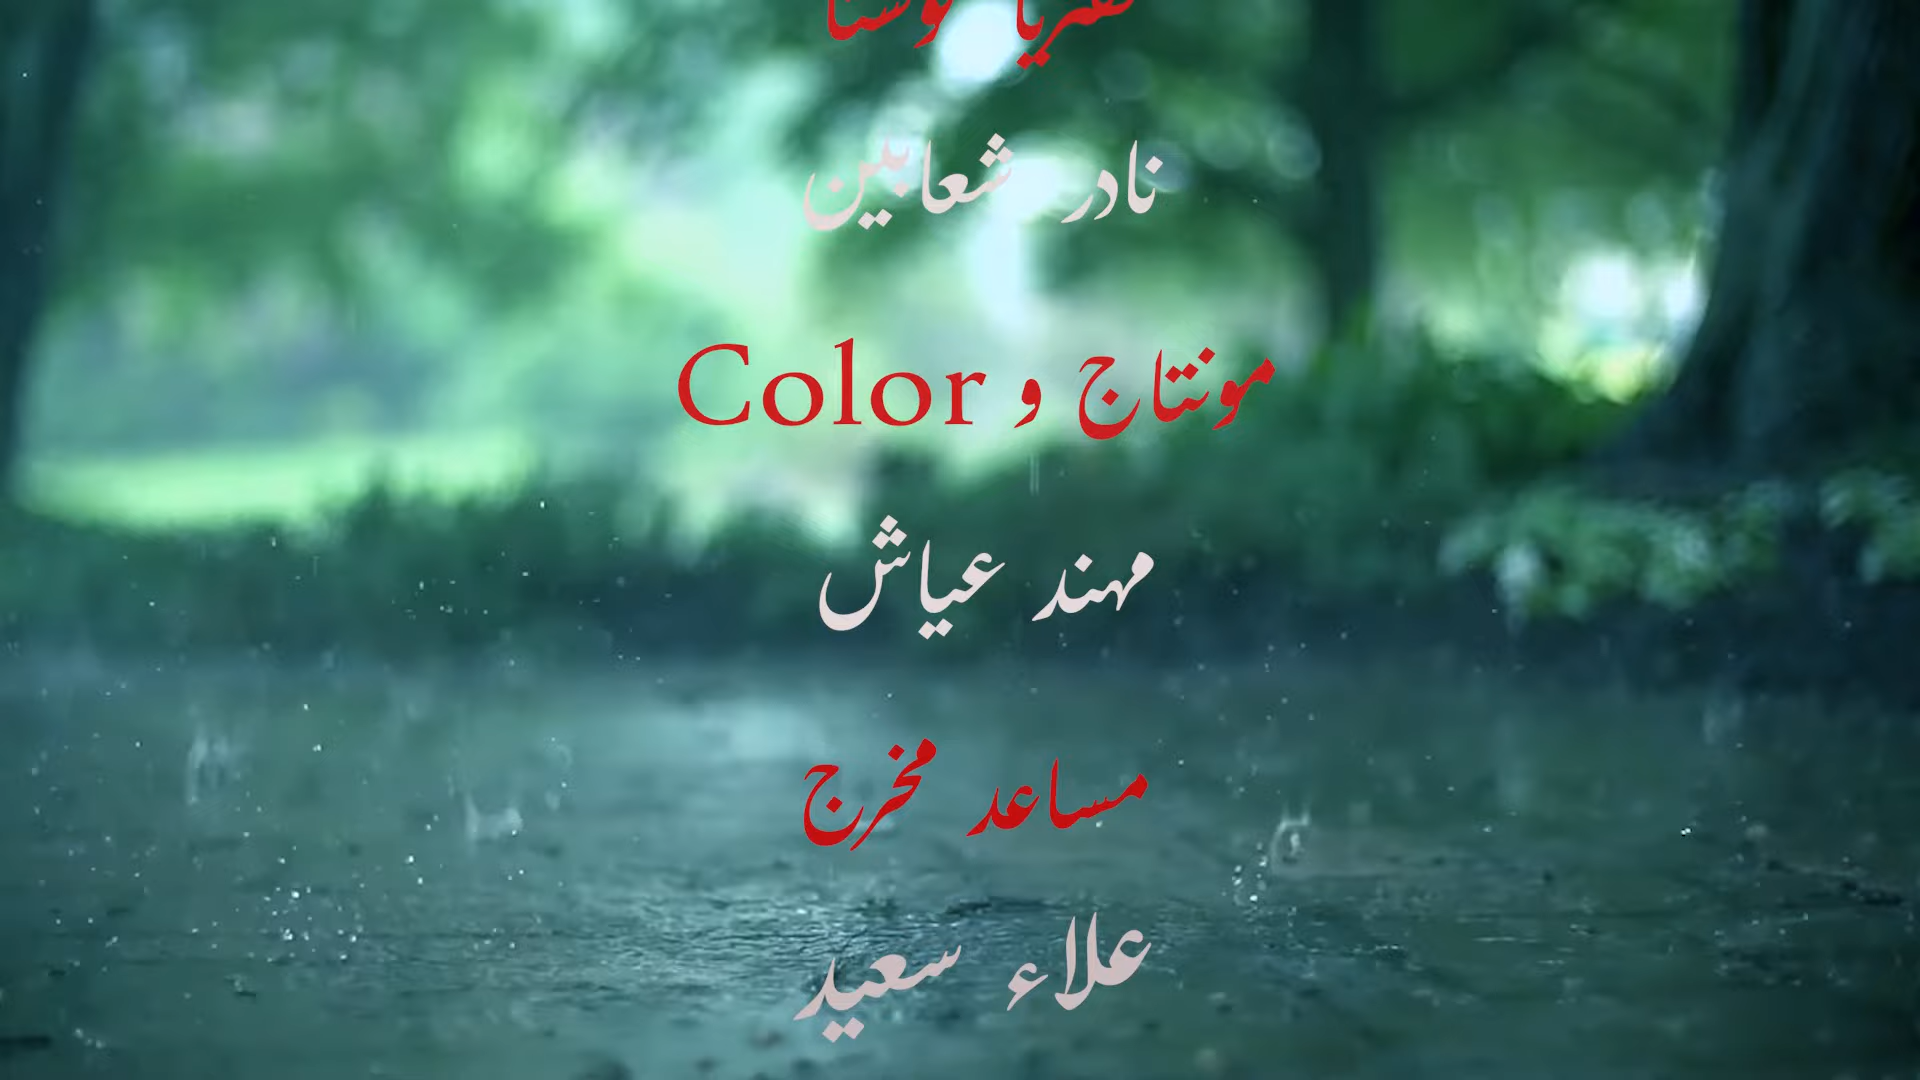 نادر شعابين
مونتاج و Color
مهند عياش
مساعد مخرج
علاء سعيد